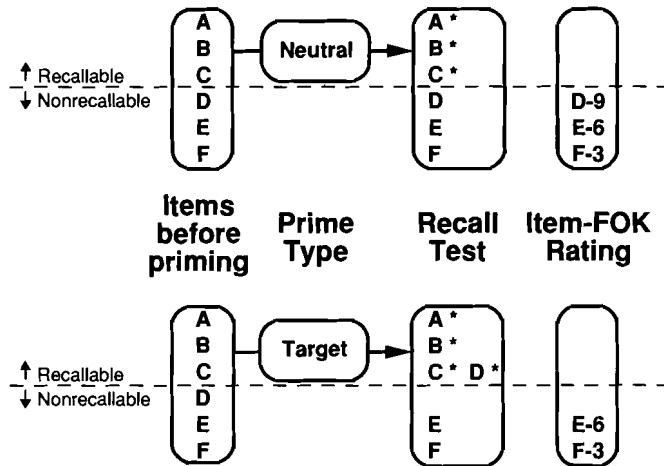 A A *
B Neutral B *
↑ Recallable C C *
↓ Nonrecallable D D D-9
E E E-6
F F F-3
Items before priming
Prime Type
Recall Test
Item-FOK Rating
A A *
B Target B *
↑ Recallable C C * D *
↓ Nonrecallable D
E E E-6
F F F-3